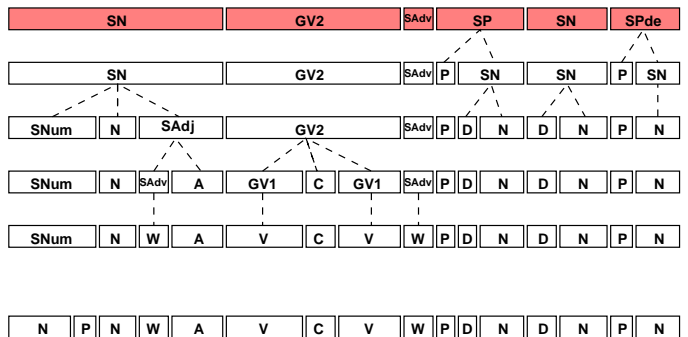 SN GV2 SAdv SP SN SPde
SN GV2 SAdv P SN SN P SN
SNum N SAdj GV2 SAdv P D N D N P N
SNum N SAdv A GV1 C GV1 SAdv P D N D N P N
SNum N W A V C V W P D N D N P N
N P N W A V C V W P D N D N P N